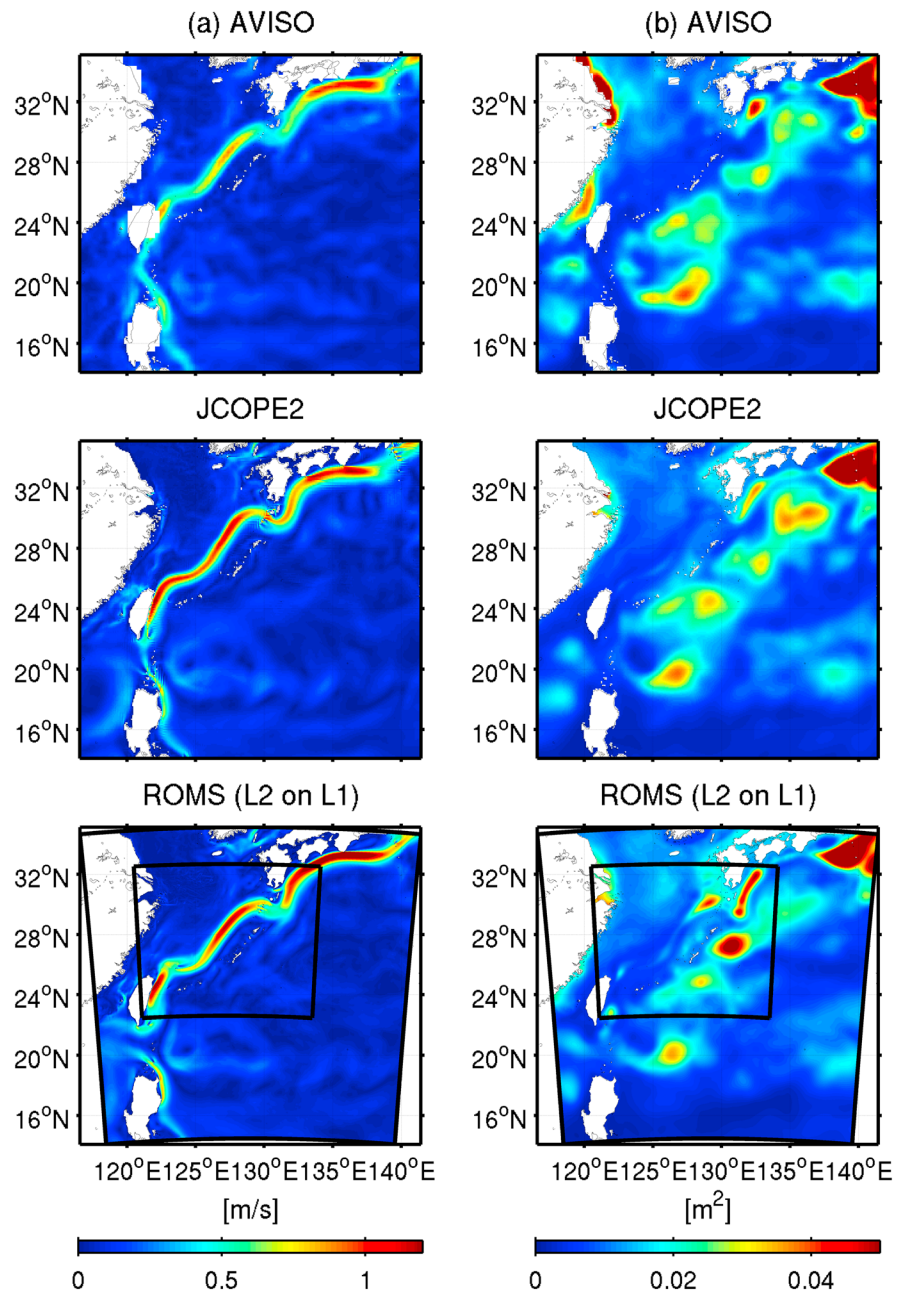 (a) AVISO (b) AVISO
32°N 32°N
28°N 28°N
24°N 24°N
20°N 20°N
16°N 16°N
JCOPE2 JCOPE2
32°N 32°N
28°N 28°N
24°N 24°N
20°N 20°N
16°N 16°N
ROMS (L2 on L1) ROMS (L2 on L1)
32°N 32°N
28°N 28°N
24°N 24°N
20°N 20°N
16°N 16°N
120°E125°E130°E135°E140°E 120°E125°E130°E135°E140°E
[m/s] [m²]
0 0.5 1 0 0.02 0.04